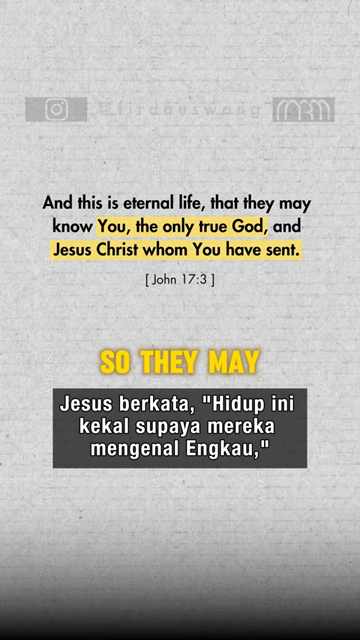 @firdauswong
And this is eternal life, that they may
know You, the only true God, and
Jesus Christ whom You have sent.
[ John 17:3 ]
SO THEY MAY
Jesus berkata, "Hidup ini
kekal supaya mereka
mengenal Engkau,"